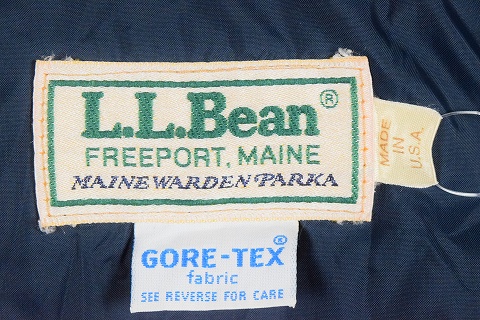 L.L.Bean®
FREEPORT, MAINE
MAINE WARDEN PARKA
MADE
IN
U.S.A.
GORE-TEX®
fabric
SEE REVERSE FOR CARE